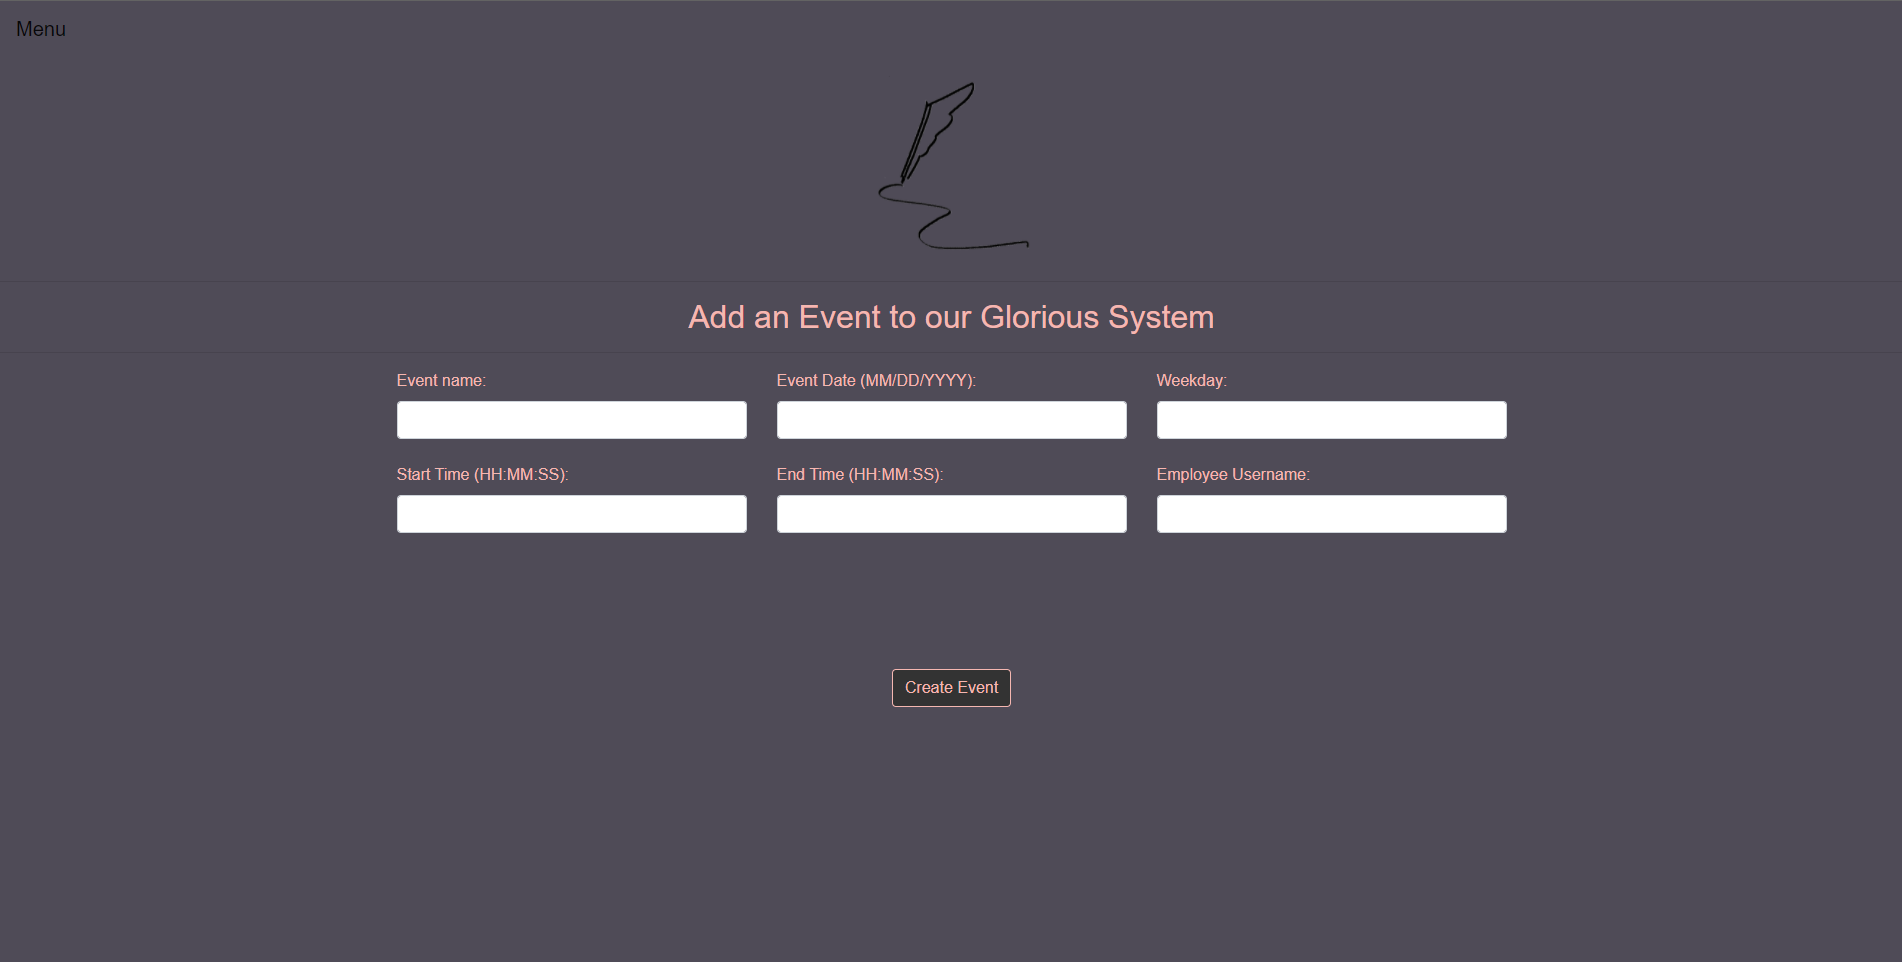 Menu
Add an Event to our Glorious System
Event name:
Event Date (MM/DD/YYYY):
Weekday:
Start Time (HH:MM:SS):
End Time (HH:MM:SS):
Employee Username:
Create Event